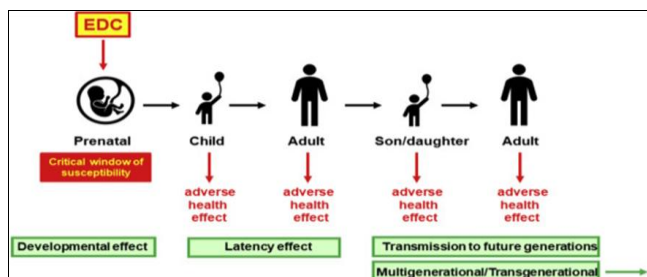 EDC
Prenatal
Child
Adult
Son/daughter
Adult
Critical window of
susceptibility
adverse
health
effect
adverse
health
effect
adverse
health
effect
adverse
health
effect
Developmental effect
Latency effect
Transmission to future generations
Multigenerational/Transgenerational